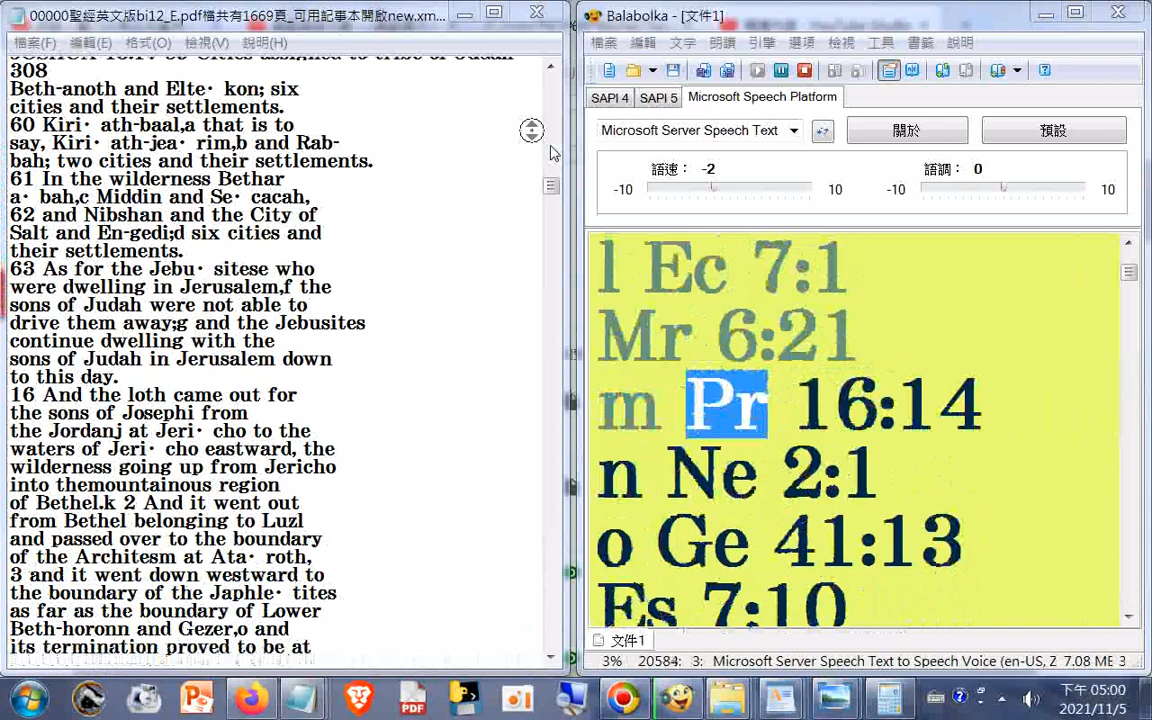 00000聖經英文版bi12_E.pdf檔共有1669頁_可用記事本開啟new.xm...
檔案(F) 編輯(E) 格式(O) 檢視(V) 說明(H)
308
Beth-anoth and Elte· kon; six
cities and their settlements.
60 Kiri· ath-baal,a that is to
say, Kiri· ath-jea· rim,b and Rab-
bah; two cities and their settlements.
61 In the wilderness Bethar
a· bah,c Middin and Se· cacah,
62 and Nibshan and the City of
Salt and En-gedi;d six cities and
their settlements.
63 As for the Jebu· sitese who
were dwelling in Jerusalem,f the
sons of Judah were not able to
drive them away;g and the Jebusites
continue dwelling with the
sons of Judah in Jerusalem down
to this day.
16 And the loth came out for
the sons of Josephi from
the Jordanj at Jeri· cho to the
waters of Jeri· cho eastward, the
wilderness going up from Jericho
into themountainous region
of Bethel.k 2 And it went out
from Bethel belonging to Luzl
and passed over to the boundary
of the Architesm at Ata· roth,
3 and it went down westward to
the boundary of the Japhle· tites
as far as the boundary of Lower
Beth-horonn and Gezer,o and
its termination proved to be at
Balabolka - [文件1]
檔案 編輯 文字 朗讀 引擎 選項 檢視 工具 書籤 說明
SAPI 4 SAPI 5 Microsoft Speech Platform
Microsoft Server Speech Text 關於 預設
語速： -2 語調： 0
-10 10 -10 10
l Ec 7:1
Mr 6:21
m Pr 16:14
n Ne 2:1
o Ge 41:13
Es 7:10
文件1
3% 20584: 3: Microsoft Server Speech Text to Speech Voice (en-US, Z 7.08 MB
下午 05:00
2021/11/5